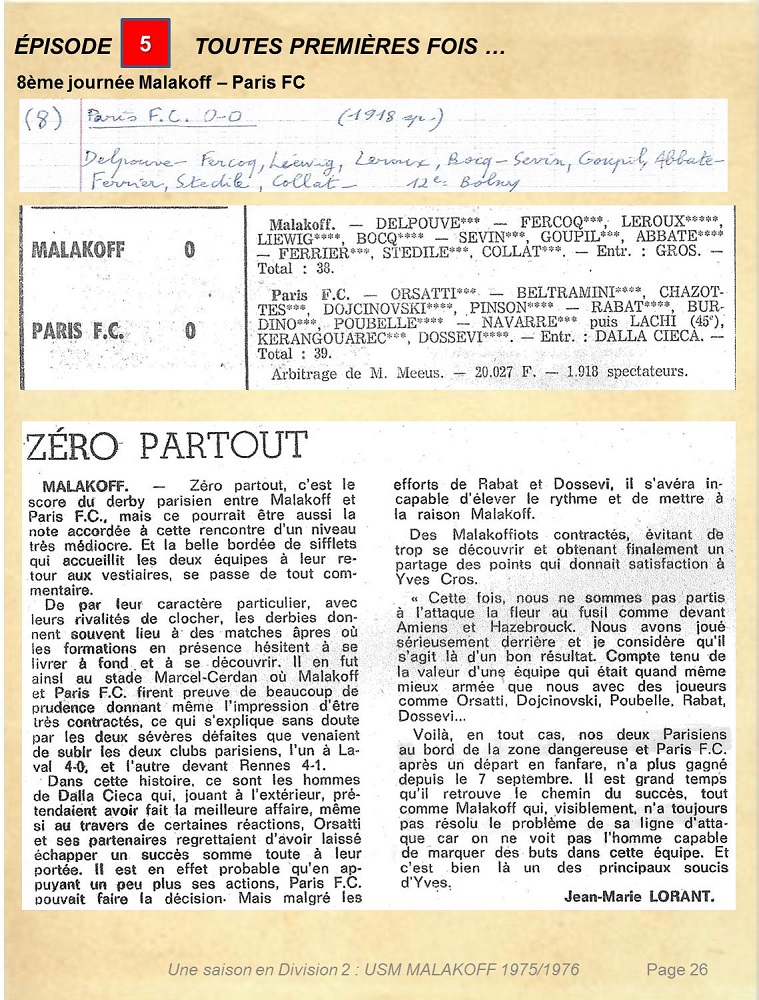 ÉPISODE 5 TOUTES PREMIÈRES FOIS …
8ème journée Malakoff – Paris FC
(8) Paris F.C. 0-0 (1918 sp.)
Delpouve- Fercoq, Liewig, Leroux, Bocq- Sevin, Goupil, Abbate-
Ferrier, Stedile, Collat- 12e: Bolny
MALAKOFF 0
Malakoff. — DELPOUVE*** — FERCOQ***, LEROUX*****,
LIEWIG****, BOCQ**** — SEVIN***, GOUPIL***, ABBATE****
— FERRIER***, STEDILE***, COLLAT***. — Entr. : GROS. —
Total : 38.
PARIS F.C. 0
Paris F.C. — ORSATTI*** — BELTRAMINI****, CHAZOT-
TES***, DOJCINOVSKI****, PINSON**** — RABAT****, BUR-
DINO***, POUBELLE**** — NAVARRE*** puis LACHI (45e),
KERANGOUAREC***, DOSSEVI****. — Entr. : DALLA CIECA. —
Total : 39.
Arbitrage de M. Meeus. — 20.027 F. — 1.918 spectateurs.
ZÉRO PARTOUT
MALAKOFF. — Zéro partout, c'est le
score du derby parisien entre Malakoff et
Paris F.C., mais ce pourrait être aussi la
note accordée à cette rencontre d'un niveau
très médiocre. Et la belle bordée de sifflets
qui accueillit les deux équipes à leur re-
tour aux vestiaires, se passe de tout com-
mentaire.
De par leur caractère particulier, avec
leurs rivalités de clocher, les derbies don-
nent souvent lieu à des matches âpres où
les formations en présence hésitent à se
livrer à fond et à se découvrir. Il en fut
ainsi au stade Marcel-Cerdan où Malakoff
et Paris F.C. firent preuve de beaucoup de
prudence donnant même l'impression d'être
très contractés, ce qui s'explique sans doute
par les deux sévères défaites que venaient
de subir les deux clubs parisiens, l'un à La-
val 4-0, et l'autre devant Rennes 4-1.
Dans cette histoire, ce sont les hommes
de Dalla Cieca qui, jouant à l'extérieur, pré-
tendaient avoir fait la meilleure affaire, même
si au travers de certaines réactions, Orsatti
et ses partenaires regrettaient d'avoir laissé
échapper un succès somme toute à leur
portée. Il est en effet probable qu'en ap-
puyant un peu plus ses actions, Paris F.C.
pouvait faire la décision. Mais malgré les
efforts de Rabat et Dossevi, il s'avéra in-
capable d'élever le rythme et de mettre à
la raison Malakoff.
Des Malakoffiots contractés, évitant de
trop se découvrir et obtenant finalement un
partage des points qui donnait satisfaction à
Yves Cros.
« Cette fois, nous ne sommes pas partis
à l'attaque la fleur au fusil comme devant
Amiens et Hazebrouck. Nous avons joué
sérieusement derrière et je considère qu'il
s'agit là d'un bon résultat. Compte tenu de
la valeur d'une équipe qui était quand même
mieux armée que nous avec des joueurs
comme Orsatti, Dojcinovski, Poubelle, Rabat,
Dossevi...
Voilà, en tout cas, nos deux Parisiens
au bord de la zone dangereuse et Paris F.C.
après un départ en fanfare, n'a plus gagné
depuis le 7 septembre. Il est grand temps
qu'il retrouve le chemin du succès, tout
comme Malakoff qui, visiblement, n'a toujours
pas résolu le problème de sa ligne d'atta-
que car on ne voit pas l'homme capable
de marquer des buts dans cette équipe. Et
c'est bien là un des principaux soucis
d'Yves.
Jean-Marie LORANT.
Une saison en Division 2 : USM MALAKOFF 1975/1976 Page 26